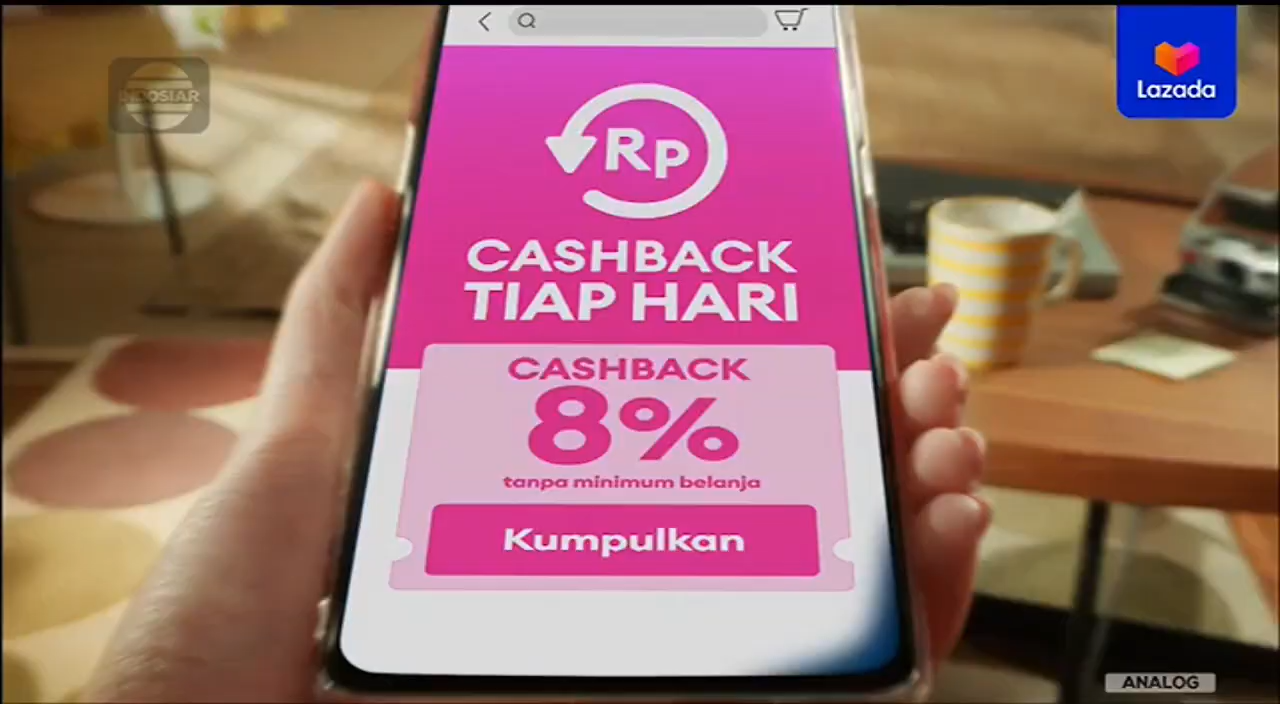 INDOSIAR
Lazada
Rp
CASHBACK
TIAP HARI
CASHBACK
8%
tanpa minimum belanja
Kumpulkan
ANALOG